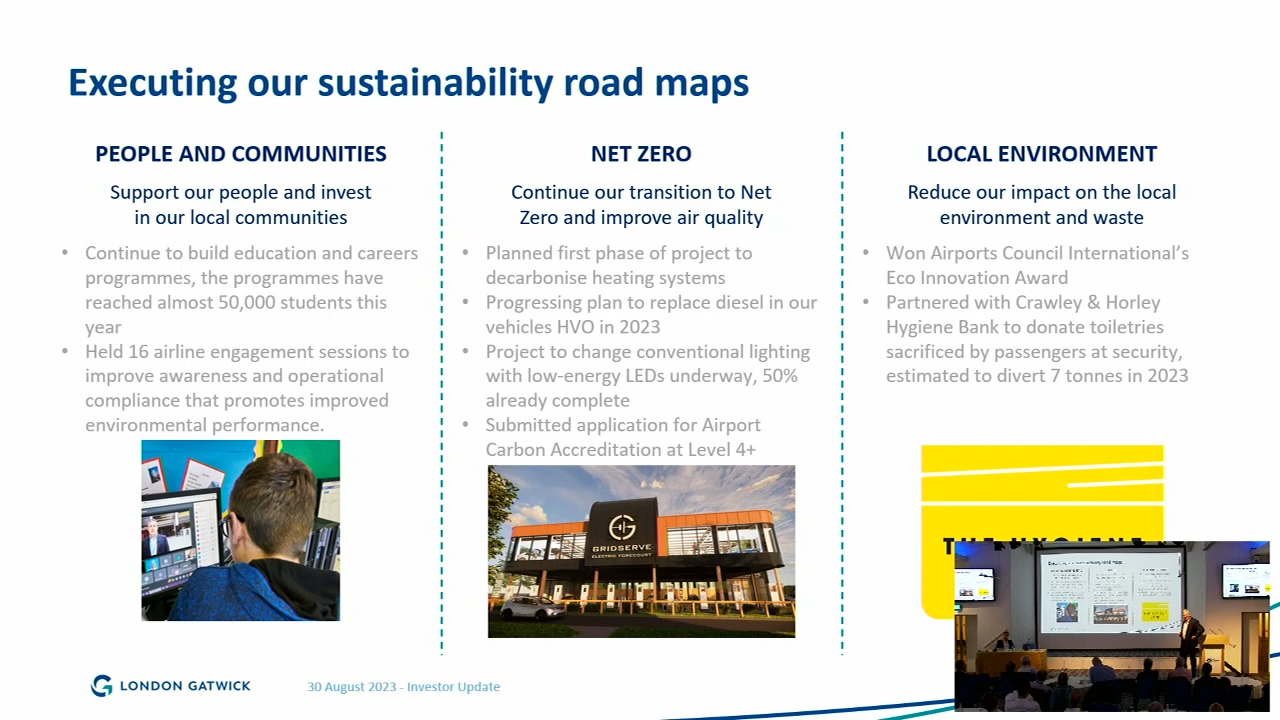 Executing our sustainability road maps
PEOPLE AND COMMUNITIES
Support our people and invest
in our local communities
• Continue to build education and careers
programmes, the programmes have
reached almost 50,000 students this
year
• Held 16 airline engagement sessions to
improve awareness and operational
compliance that promotes improved
environmental performance.
NET ZERO
Continue our transition to Net
Zero and improve air quality
• Planned first phase of project to
decarbonise heating systems
• Progressing plan to replace diesel in our
vehicles HVO in 2023
• Project to change conventional lighting
with low-energy LEDs underway, 50%
already complete
• Submitted application for Airport
Carbon Accreditation at Level 4+
GRIDSERVE
ELECTRIC FORECOURT
LOCAL ENVIRONMENT
Reduce our impact on the local
environment and waste
• Won Airports Council International's
Eco Innovation Award
• Partnered with Crawley & Horley
Hygiene Bank to donate toiletries
sacrificed by passengers at security,
estimated to divert 7 tonnes in 2023
THE HYGIENE
LONDON GATWICK
30 August 2023 - Investor Update